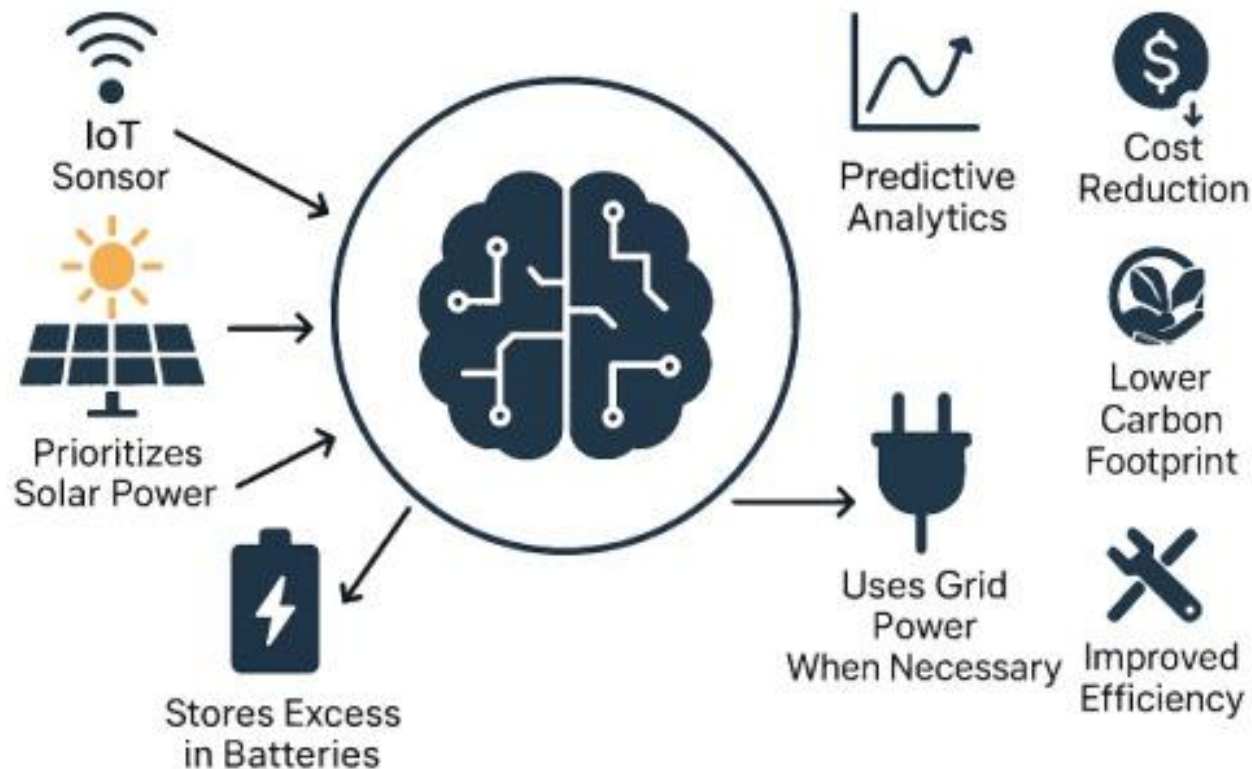 IoT
Sonsor
Prioritizes
Solar Power
Stores Excess
in Batteries
Predictive
Analytics
Uses Grid
Power
When Necessary
$
Cost
Reduction
Lower
Carbon
Footprint
Improved
Efficiency